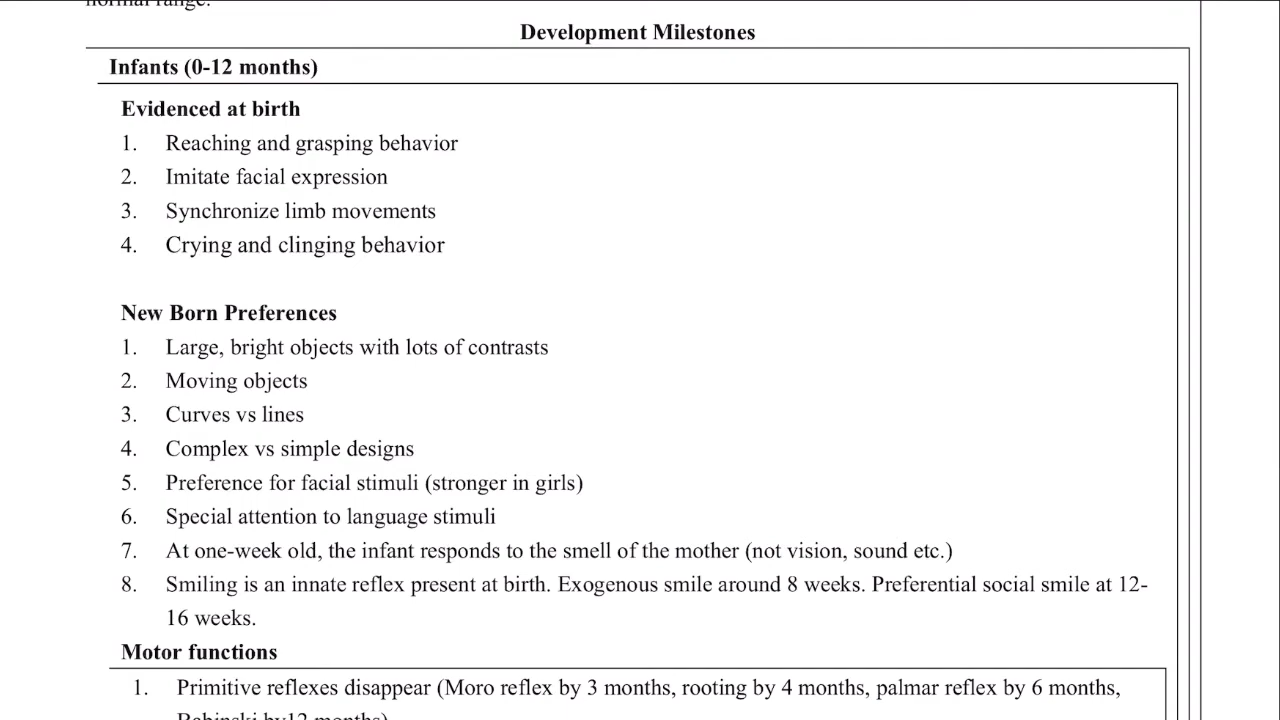 normal range.
Development Milestones
Infants (0-12 months)
Evidenced at birth
1. Reaching and grasping behavior
2. Imitate facial expression
3. Synchronize limb movements
4. Crying and clinging behavior
New Born Preferences
1. Large, bright objects with lots of contrasts
2. Moving objects
3. Curves vs lines
4. Complex vs simple designs
5. Preference for facial stimuli (stronger in girls)
6. Special attention to language stimuli
7. At one-week old, the infant responds to the smell of the mother (not vision, sound etc.)
8. Smiling is an innate reflex present at birth. Exogenous smile around 8 weeks. Preferential social smile at 12-
16 weeks.
Motor functions
1. Primitive reflexes disappear (Moro reflex by 3 months, rooting by 4 months, palmar reflex by 6 months,
Babinski by12 months)